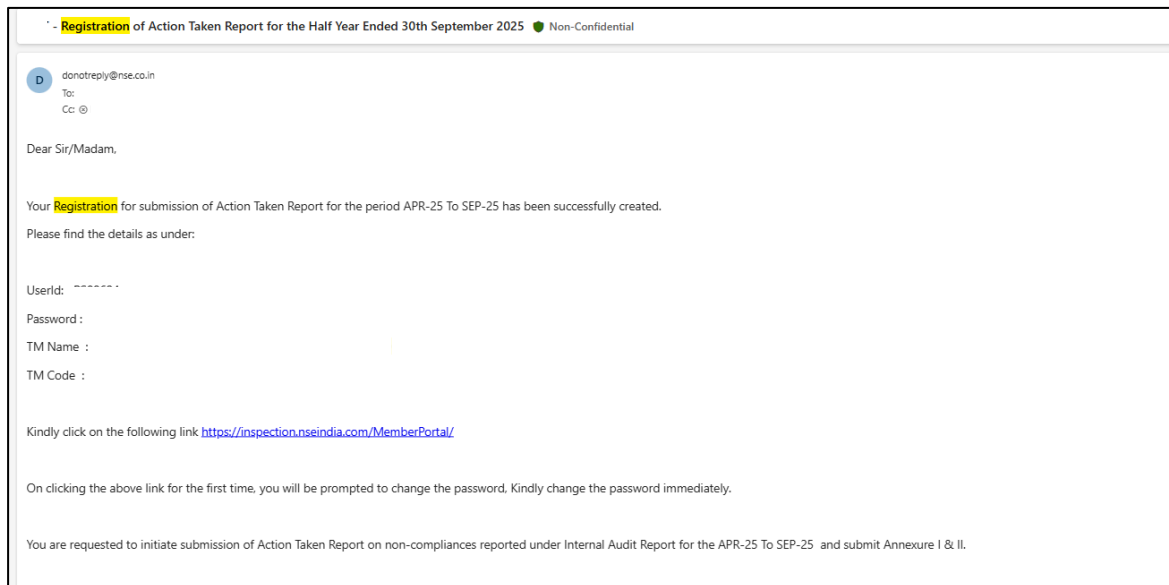 - Registration of Action Taken Report for the Half Year Ended 30th September 2025 Non-Confidential
D
donotreply@nse.co.in
To:
Cc:
Dear Sir/Madam,
Your Registration for submission of Action Taken Report for the period APR-25 To SEP-25 has been successfully created.
Please find the details as under:
UserId:
Password :
TM Name :
TM Code :
Kindly click on the following link https://inspection.nseindia.com/MemberPortal/
On clicking the above link for the first time, you will be prompted to change the password, Kindly change the password immediately.
You are requested to initiate submission of Action Taken Report on non-compliances reported under Internal Audit Report for the APR-25 To SEP-25 and submit Annexure I & II.